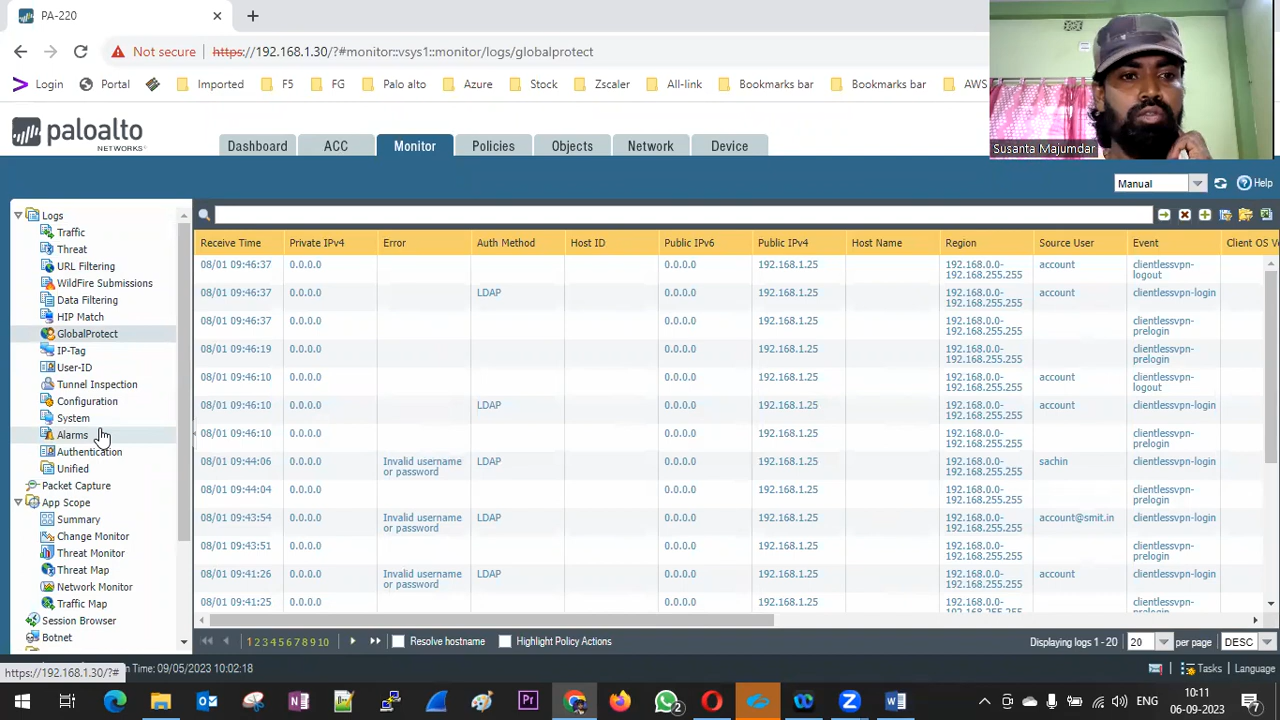 PA-220
Not secure https://192.168.1.30/?#monitor::vsys1::monitor/logs/globalprotect
Login Portal Imported F5 FG Palo alto Azure Stock Zscaler All-link Bookmarks bar Bookmarks bar AWS
paloalto
NETWORKS
Dashboard ACC Monitor Policies Objects Network Device
Susanta Majumdar
Manual Help
Logs
Traffic
Threat
URL Filtering
WildFire Submissions
Data Filtering
HIP Match
GlobalProtect
IP-Tag
User-ID
Tunnel Inspection
Configuration
System
Alarms
Authentication
Unified
Packet Capture
App Scope
Summary
Change Monitor
Threat Monitor
Threat Map
Network Monitor
Traffic Map
Session Browser
Botnet
Receive Time Private IPv4 Error Auth Method Host ID Public IPv6 Public IPv4 Host Name Region Source User Event Client OS Ve
08/01 09:46:37 0.0.0.0 0.0.0.0 192.168.1.25 192.168.0.0- account clientlessvpn-
192.168.255.255 logout
08/01 09:46:37 0.0.0.0 LDAP 0.0.0.0 192.168.1.25 192.168.0.0- account clientlessvpn-login
192.168.255.255
08/01 09:46:37 0.0.0.0 0.0.0.0 192.168.1.25 192.168.0.0- clientlessvpn-
192.168.255.255 prelogin
08/01 09:46:19 0.0.0.0 0.0.0.0 192.168.1.25 192.168.0.0- clientlessvpn-
192.168.255.255 prelogin
08/01 09:46:10 0.0.0.0 0.0.0.0 192.168.1.25 192.168.0.0- account clientlessvpn-
192.168.255.255 logout
08/01 09:46:10 0.0.0.0 LDAP 0.0.0.0 192.168.1.25 192.168.0.0- account clientlessvpn-login
192.168.255.255
08/01 09:46:10 0.0.0.0 0.0.0.0 192.168.1.25 192.168.0.0- clientlessvpn-
192.168.255.255 prelogin
08/01 09:44:06 0.0.0.0 Invalid username LDAP 0.0.0.0 192.168.1.25 192.168.0.0- sachin clientlessvpn-login
or password 192.168.255.255
08/01 09:44:04 0.0.0.0 0.0.0.0 192.168.1.25 192.168.0.0- clientlessvpn-
192.168.255.255 prelogin
08/01 09:43:54 0.0.0.0 Invalid username LDAP 0.0.0.0 192.168.1.25 192.168.0.0- account@smit.in clientlessvpn-login
or password 192.168.255.255
08/01 09:43:51 0.0.0.0 0.0.0.0 192.168.1.25 192.168.0.0- clientlessvpn-
192.168.255.255 prelogin
08/01 09:41:26 0.0.0.0 Invalid username LDAP 0.0.0.0 192.168.1.25 192.168.0.0- account clientlessvpn-login
or password 192.168.255.255
08/01 09:41:25 0.0.0.0 0.0.0.0 192.168.1.25 192.168.0.0- clientlessvpn-
1 2 3 4 5 6 7 8 9 10 Resolve hostname Highlight Policy Actions Displaying logs 1 - 20 20 per page DESC
https://192.168.1.30/?# n Time: 09/05/2023 10:02:18 Tasks Language
Pr 2 ENG 10:11
06-09-2023 7